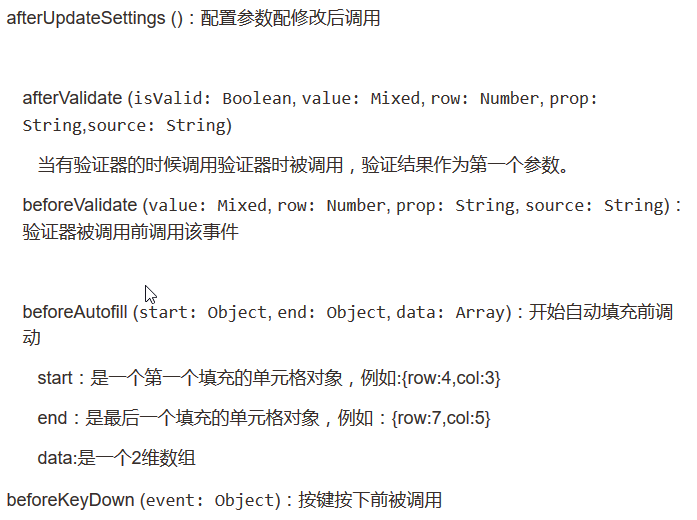 afterUpdateSettings ()：配置参数配修改后调用
afterValidate (isValid: Boolean, value: Mixed, row: Number, prop:
String,source: String)
当有验证器的时候调用验证器时被调用，验证结果作为第一个参数。
beforeValidate (value: Mixed, row: Number, prop: String, source: String)：
验证器被调用前调用该事件
beforeAutofill (start: Object, end: Object, data: Array)：开始自动填充前调
动
start：是一个第一个填充的单元格对象，例如:{row:4,col:3}
end：是最后一个填充的单元格对象，例如：{row:7,col:5}
data:是一个2维数组
beforeKeyDown (event: Object)：按键按下前被调用